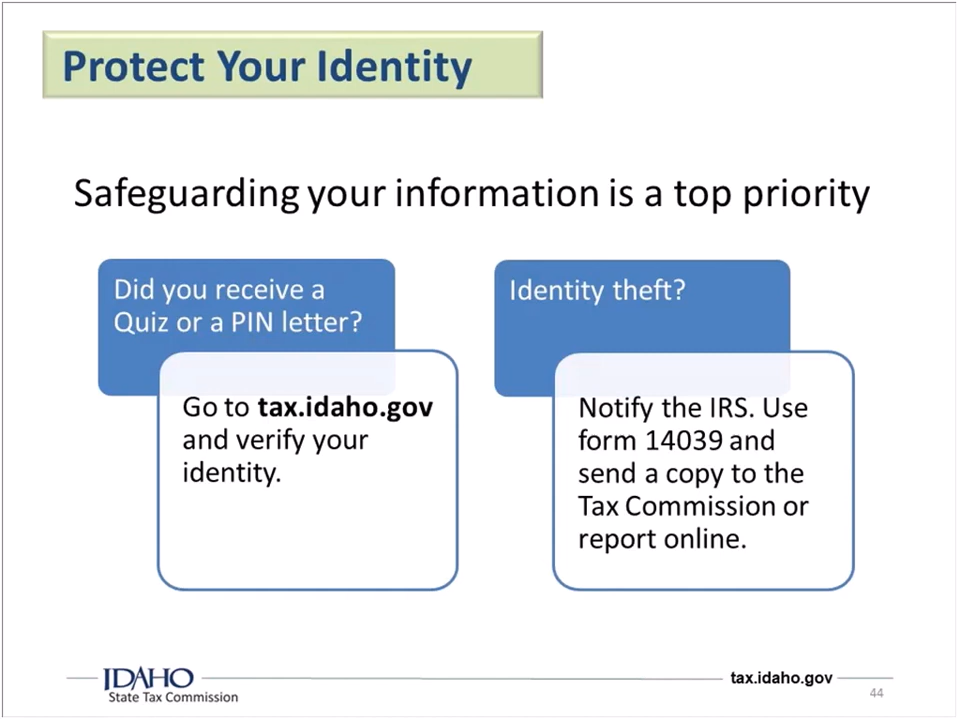 Protect Your Identity
Safeguarding your information is a top priority
Did you receive a
Quiz or a PIN letter?
Go to tax.idaho.gov
and verify your
identity.
Identity theft?
Notify the IRS. Use
form 14039 and
send a copy to the
Tax Commission or
report online.
IDAHO
State Tax Commission
tax.idaho.gov
44